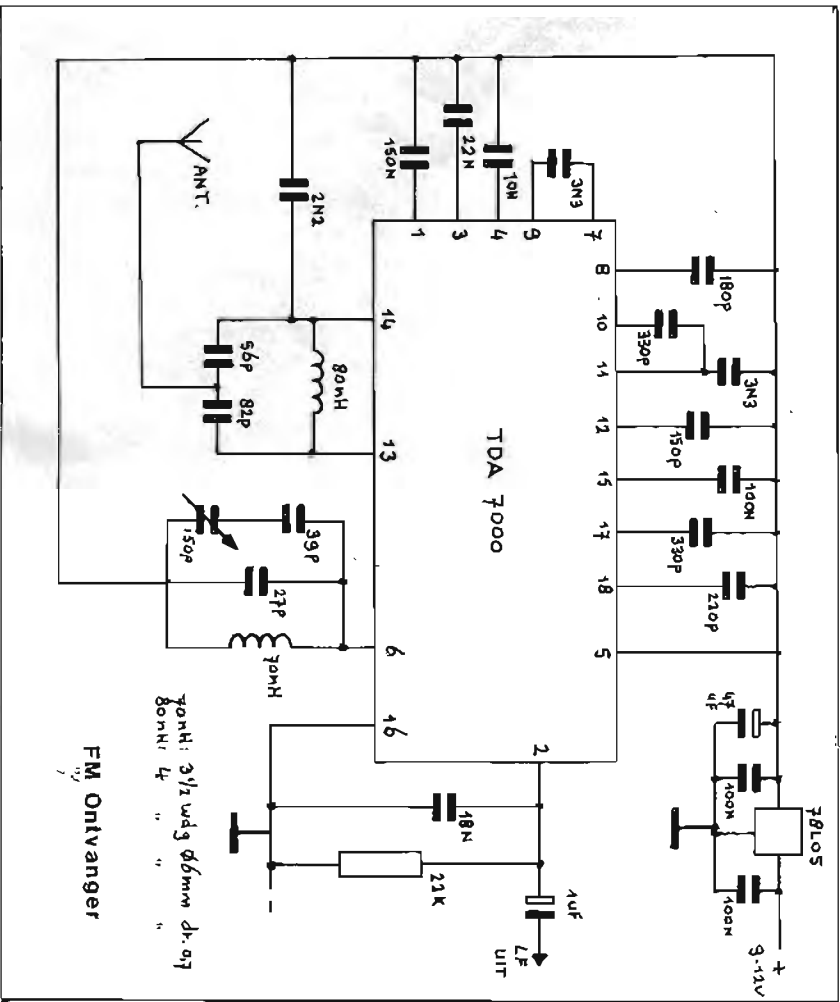 78L05
+
9-12V
180p
3N3
330p
150p
100N
330p
220p
47
µF
100N
100N
7
8
10
11
12
15
17
18
5
3N3
9
2
1uF
LF
UIT
10N
4
TDA 7000
22N
3
18N
22K
150N
1
14
13
6
16
2N2
80nH
56p
82p
39p
27p
70nH
150p
-
ANT.
70nH: 3½ wdg ø6mm dr. 0,7
80nH: 4 " " "
FM Ontvanger